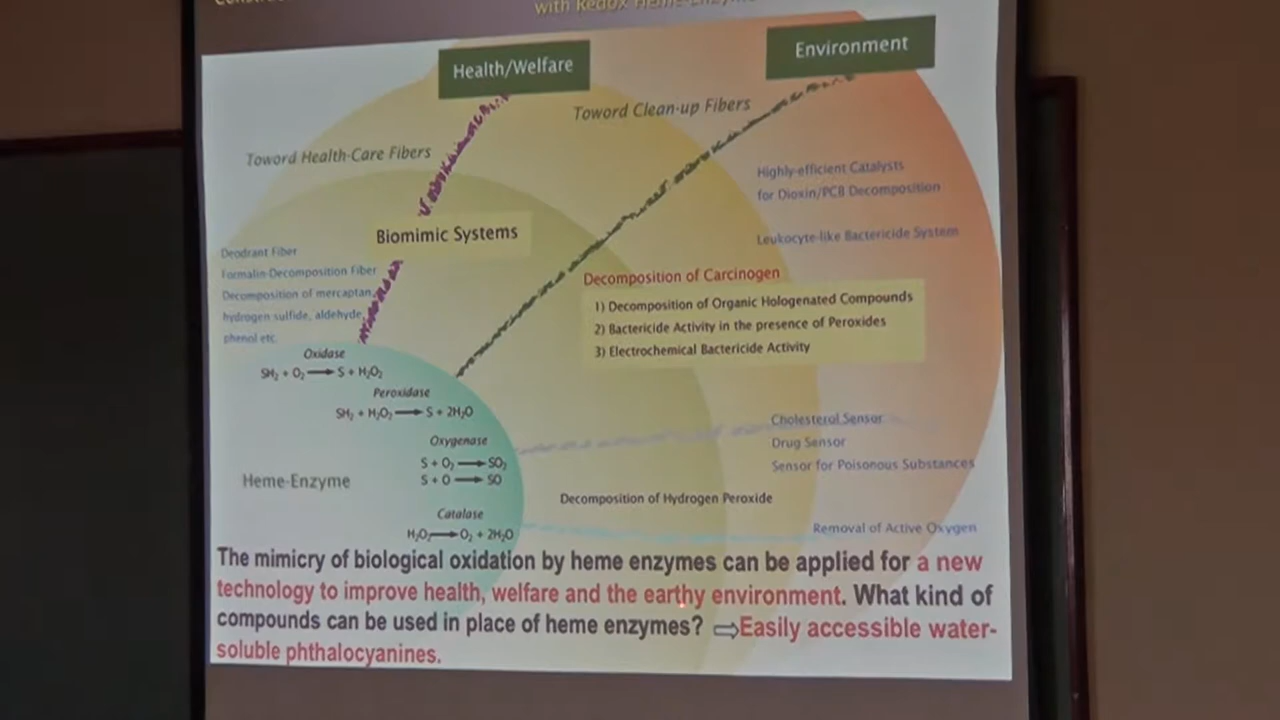 with Redox Heme-Enzyme
Health/Welfare
Environment
Toward Clean-up Fibers
Toward Health-Care Fibers
Highly-efficient Catalysts
for Dioxin/PCB Decomposition
Biomimic Systems
Leukocyte-like Bactericide System
Deodrant Fiber
Formalin-Decomposition Fiber
Decomposition of mercaptan,
hydrogen sulfide, aldehyde,
phenol etc.
Decomposition of Carcinogen
1) Decomposition of Organic Hologenated Compounds
2) Bactericide Activity in the presence of Peroxides
3) Electrochemical Bactericide Activity
Oxidase
SH₂ + O₂ → S + H₂O₂
Peroxidase
SH₂ + H₂O₂ → S + 2H₂O
Oxygenase
S + O₂ → SO₂
S + O → SO
Heme-Enzyme
Catalase
H₂O₂ → O₂ + 2H₂O
Cholesterol Sensor
Drug Sensor
Sensor for Poisonous Substances
Decomposition of Hydrogen Peroxide
Removal of Active Oxygen
The mimicry of biological oxidation by heme enzymes can be applied for a new
technology to improve health, welfare and the earthy environment. What kind of
compounds can be used in place of heme enzymes? ⇨Easily accessible water-
soluble phthalocyanines.